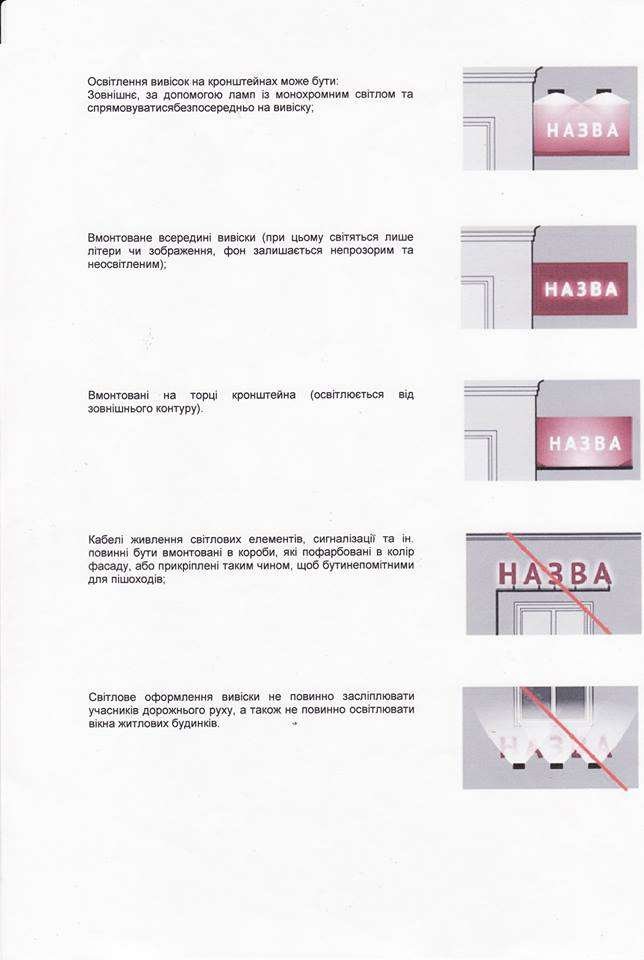 Освітлення вивісок на кронштейнах може бути:
Зовнішнє, за допомогою ламп із монохромним світлом та
спрямовуватисябезпосередньо на вивіску;
НАЗВА
Вмонтоване всередині вивіски (при цьому світяться лише
літери чи зображення, фон залишається непрозорим та
неосвітленим);
НАЗВА
Вмонтовані на торці кронштейна (освітлюється від
зовнішнього контуру).
НАЗВА
Кабелі живлення світлових елементів, сигналізації та ін.
повинні бути вмонтовані в короби, які пофарбовані в колір
фасаду, або прикріплені таким чином, щоб бутинепомітними
для пішоходів;
НАЗВА
Світлове оформлення вивіски не повинно засліплювати
учасників дорожнього руху, а також не повинно освітлювати
вікна житлових будинків.
НАЗВА